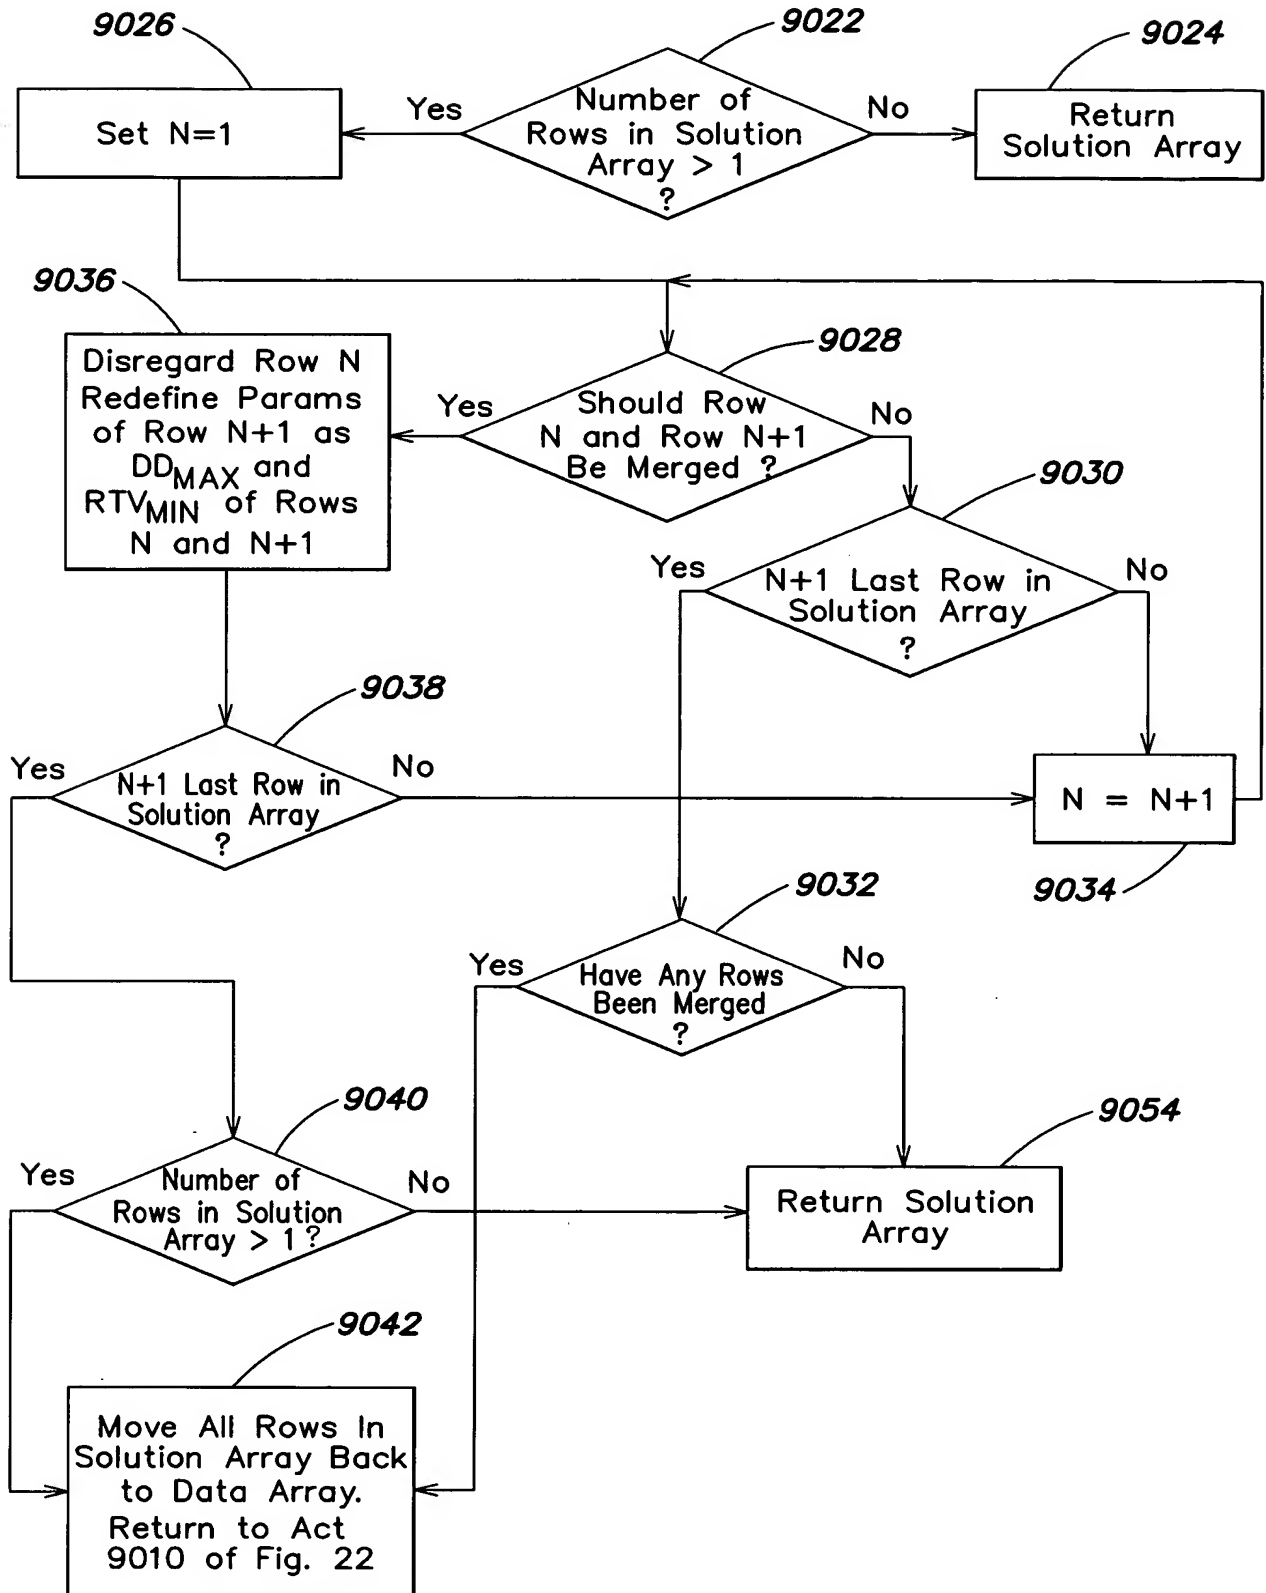 9026
9022
9024
Set N=1
Yes
Number of
Rows in Solution
Array > 1
?
No
Return
Solution Array
9036
9028
Disregard Row N
Redefine Params
of Row N+1 as
DDMAX and
RTVMIN of Rows
N and N+1
Yes
Should Row
N and Row N+1
Be Merged ?
No
9030
Yes
N+1 Last Row in
Solution Array
?
No
9038
Yes
N+1 Last Row in
Solution Array
?
No
N = N+1
9034
9032
Yes
Have Any Rows
Been Merged
?
No
9040
9054
Yes
Number of
Rows in Solution
Array > 1 ?
No
Return Solution
Array
9042
Move All Rows In
Solution Array Back
to Data Array.
Return to Act
9010 of Fig. 22